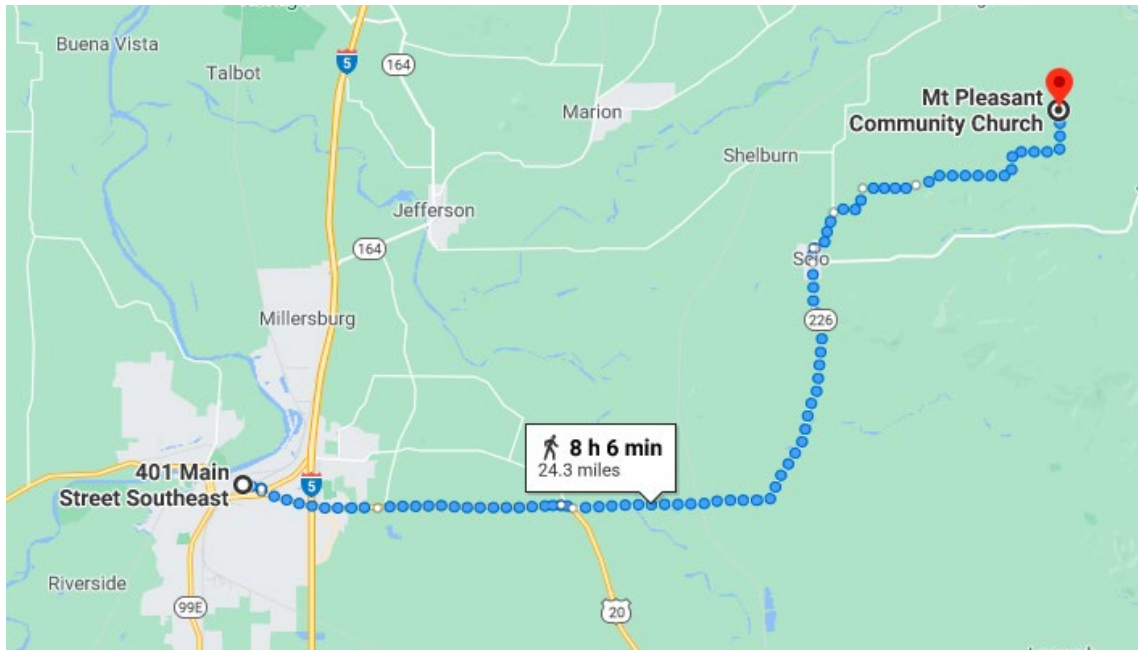 Buena Vista
Talbot
5
164
Marion
Mt Pleasant
Community Church
Shelburn
Jefferson
164
Scio
Millersburg
226
8 h 6 min
24.3 miles
401 Main
Street Southeast
5
Riverside
99E
20